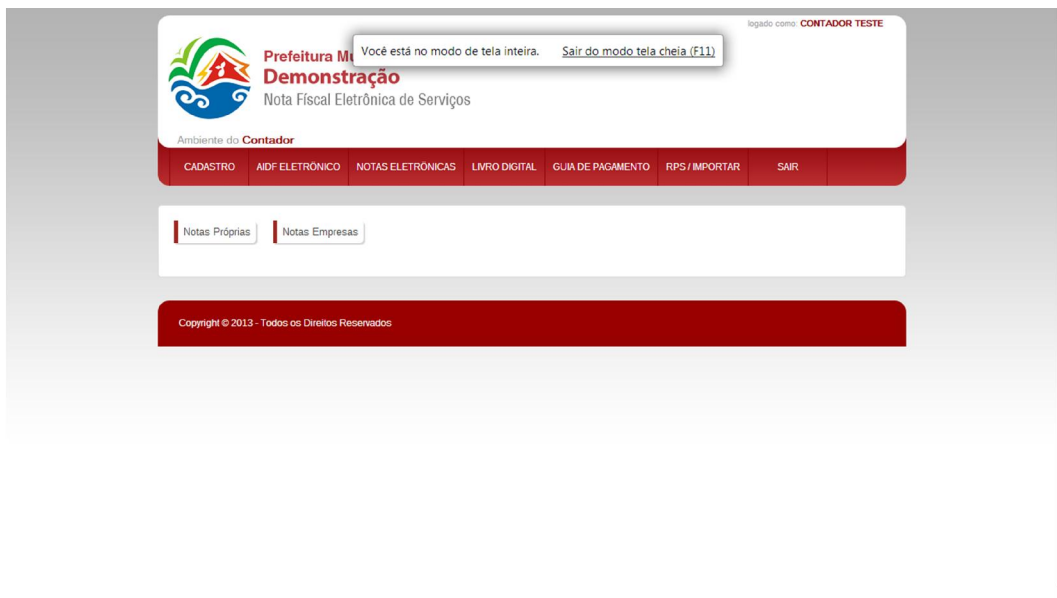 logado como: CONTADOR TESTE
Você está no modo de tela inteira. Sair do modo tela cheia (F11)
Prefeitura
Demonstração
Nota Físcal Eletrônica de Serviços
Ambiente do Contador
CADASTRO AIDF ELETRÔNICO NOTAS ELETRÔNICAS LIVRO DIGITAL GUIA DE PAGAMENTO RPS / IMPORTAR SAIR
Notas Próprias Notas Empresas
Copyright © 2013 - Todos os Direitos Reservados